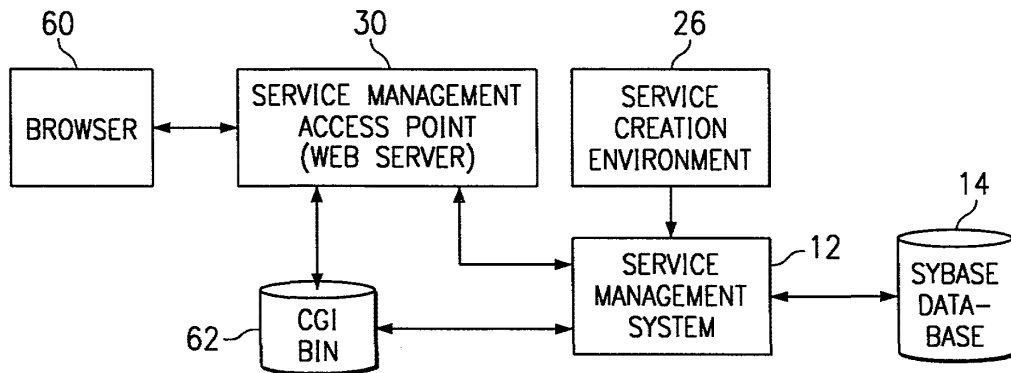 60
30
26
BROWSER
SERVICE MANAGEMENT
ACCESS POINT
(WEB SERVER)
SERVICE
CREATION
ENVIRONMENT
14
12
SERVICE
MANAGEMENT
SYSTEM
SYBASE
DATA-
BASE
62
CGI
BIN